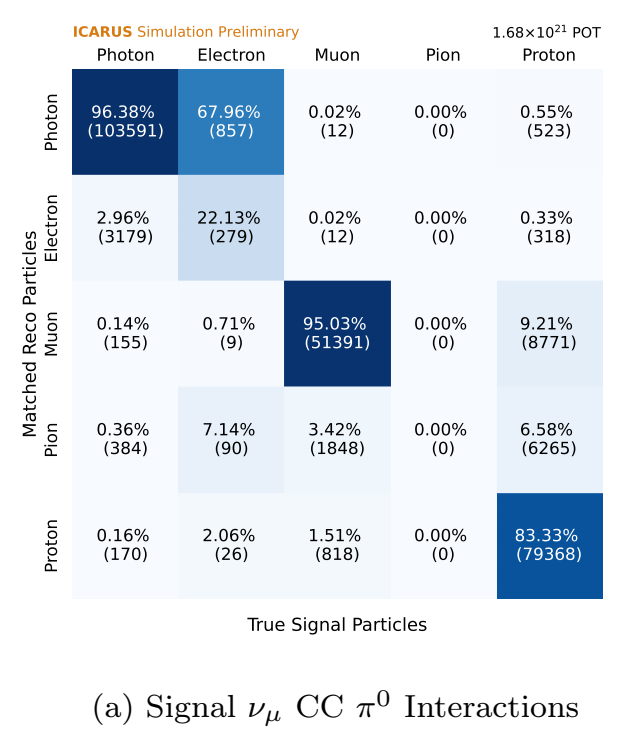 ICARUS Simulation Preliminary 1.68×10²¹ POT
Photon Electron Muon Pion Proton
Matched Reco Particles
Photon
96.38% 67.96% 0.02% 0.00% 0.55%
(103591) (857) (12) (0) (523)
Electron
2.96% 22.13% 0.02% 0.00% 0.33%
(3179) (279) (12) (0) (318)
Muon
0.14% 0.71% 95.03% 0.00% 9.21%
(155) (9) (51391) (0) (8771)
Pion
0.36% 7.14% 3.42% 0.00% 6.58%
(384) (90) (1848) (0) (6265)
Proton
0.16% 2.06% 1.51% 0.00% 83.33%
(170) (26) (818) (0) (79368)
True Signal Particles
(a) Signal νμ CC π⁰ Interactions